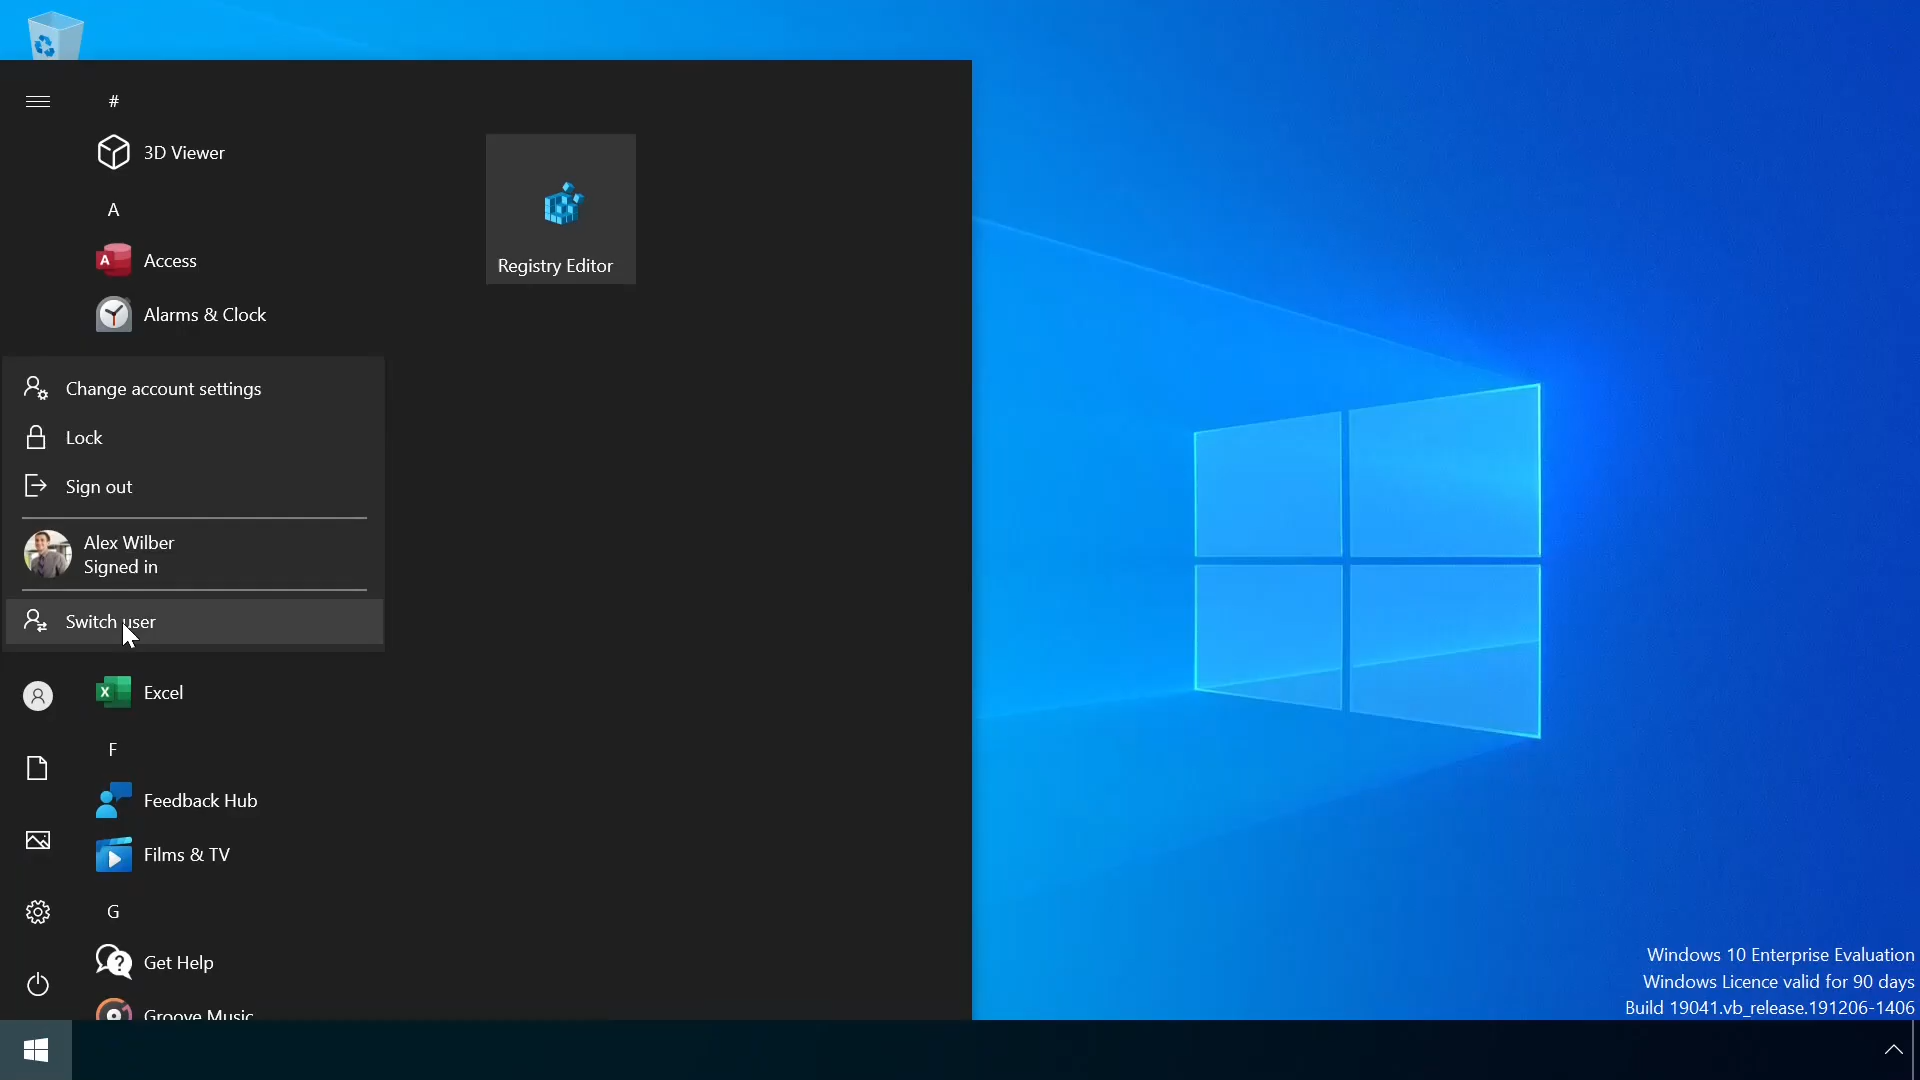 #
3D Viewer
A
Access
Alarms & Clock
Registry Editor
Change account settings
Lock
Sign out
Alex Wilber
Signed in
Switch user
Excel
F
Feedback Hub
Films & TV
G
Get Help
Groove Music
Windows 10 Enterprise Evaluation
Windows Licence valid for 90 days
Build 19041.vb_release.191206-1406